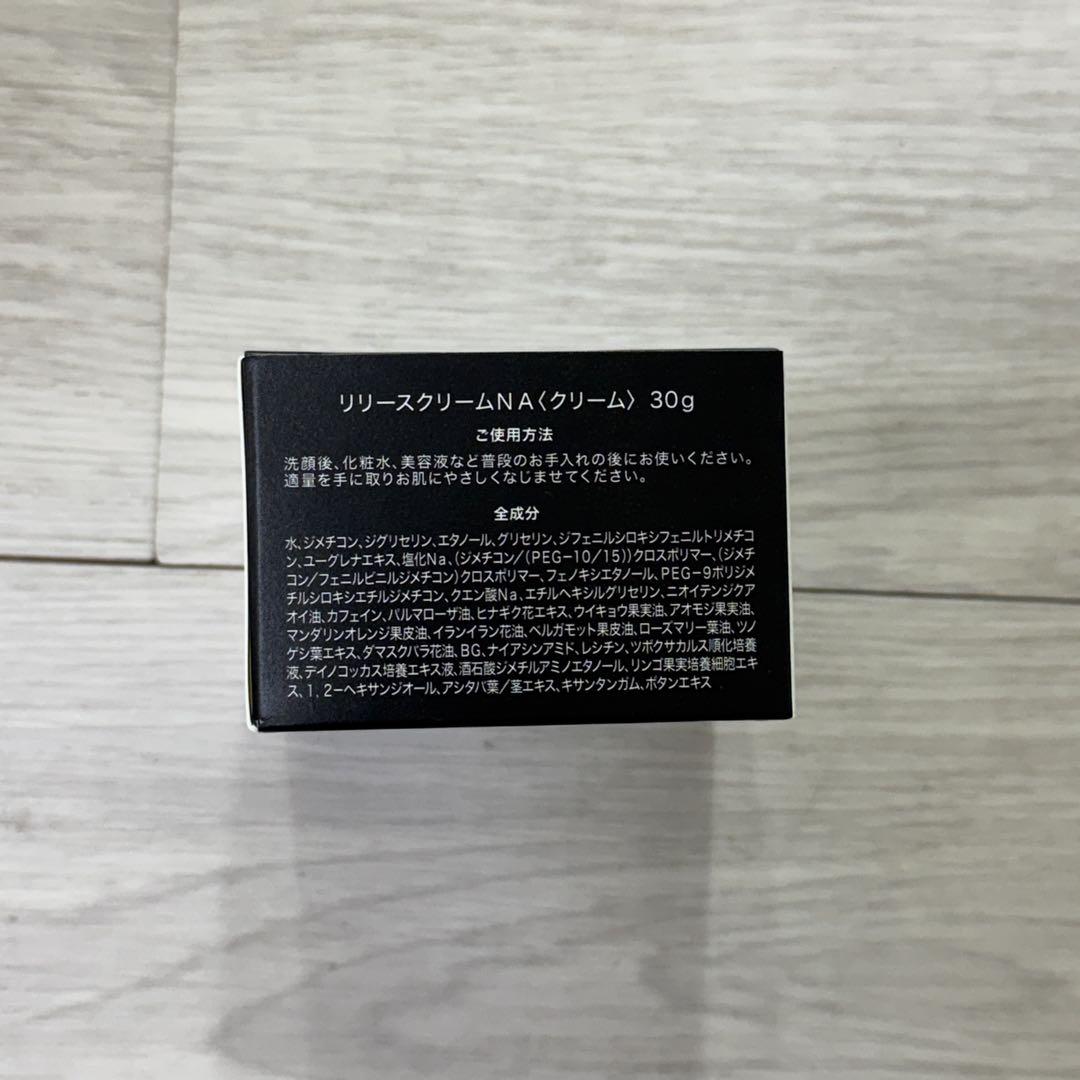 リリースクリームNA〈クリーム〉 30g
ご使用方法
洗顔後、化粧水、美容液など普段のお手入れの後にお使いください。
適量を手に取りお肌にやさしくなじませてください。
全成分
水、ジメチコン、ジグリセリン、エタノール、グリセリン、ジフェニルシロキシフェニルトリメチコ
ン、ユーグレナエキス、塩化Na、(ジメチコン/(PEG-10/15))クロスポリマー、(ジメチ
コン/フェニルビニルジメチコン)クロスポリマー、フェノキシエタノール、PEG-9ポリジメ
チルシロキシエチルジメチコン、クエン酸Na、エチルヘキシルグリセリン、ニオイテンジクア
オイ油、カフェイン、パルマローザ油、ヒナギク花エキス、ウイキョウ果実油、アオモジ果実油、
マンダリンオレンジ果皮油、イランイラン花油、ベルガモット果皮油、ローズマリー葉油、ツノ
ゲシ葉エキス、ダマスクバラ花油、BG、ナイアシンアミド、レシチン、ツボクサカルス順化培養
液、デイノコッカス培養エキス液、酒石酸ジメチルアミノエタノール、リンゴ果実培養細胞エキ
ス、1,2-ヘキサンジオール、アシタバ葉/茎エキス、キサンタンガム、ボタンエキス